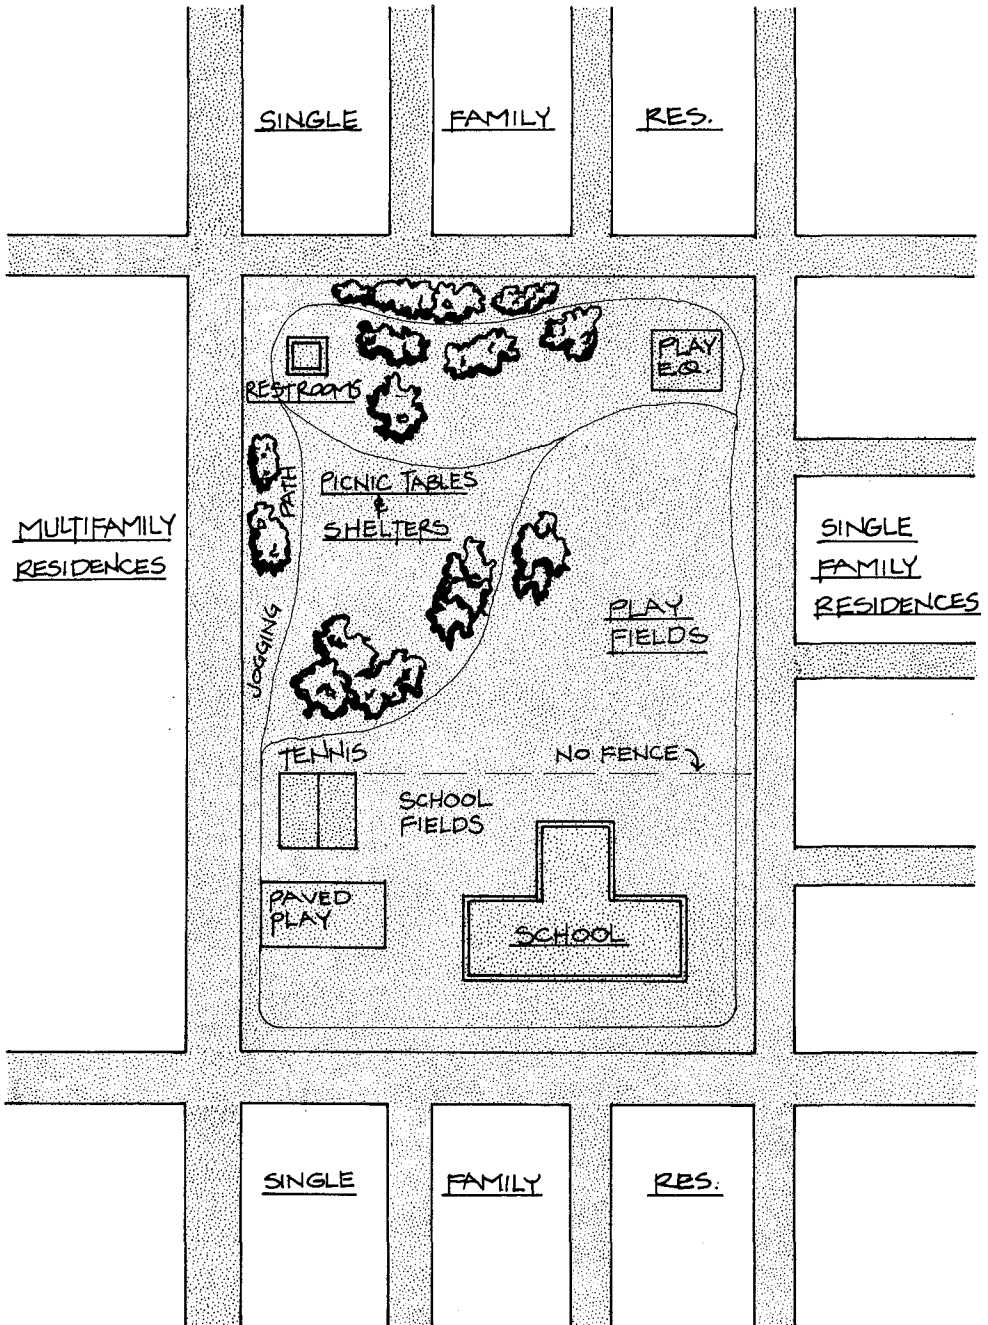 SINGLE FAMILY RES.
PLAY
EQ.
RESTROOMS
PICNIC TABLES
&
SHELTERS
JOGGING PATH
MULTIFAMILY
RESIDENCES
SINGLE
FAMILY
RESIDENCES
PLAY
FIELDS
TENNIS
NO FENCE
SCHOOL
FIELDS
PAVED
PLAY
SCHOOL
SINGLE FAMILY RES.